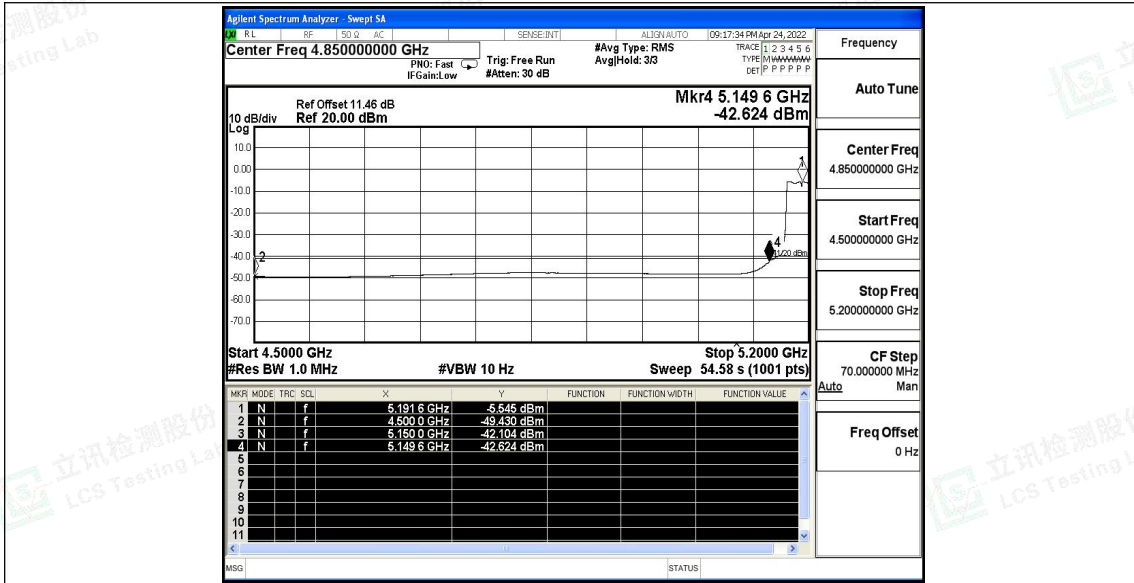 Agilent Spectrum Analyzer - Swept SA
RL RF 50 Ω AC SENSE:INT ALIGN AUTO 09:17:34 PM Apr 24, 2022
Center Freq 4.850000000 GHz
PNO: Fast
IFGain:Low
Trig: Free Run
#Atten: 30 dB
#Avg Type: RMS
Avg|Hold: 3/3
TRACE 1 2 3 4 5 6
TYPE M
DET P P P P P P
Frequency
Auto Tune
Center Freq
4.850000000 GHz
Start Freq
4.500000000 GHz
Stop Freq
5.200000000 GHz
CF Step
70.000000 MHz
Auto Man
Freq Offset
0 Hz
Mkr4 5.149 6 GHz
-42.624 dBm
Ref Offset 11.46 dB
10 dB/div Ref 20.00 dBm
Log
10.0
0.00
-10.0
-20.0
-30.0
-40.0
-50.0
-60.0
-70.0
1
2
4
Start 4.5000 GHz Stop 5.2000 GHz
#Res BW 1.0 MHz #VBW 10 Hz Sweep 54.58 s (1001 pts)
MKR MODE TRC SCL X Y FUNCTION FUNCTION WIDTH FUNCTION VALUE
1 N f 5.191 6 GHz -5.545 dBm
2 N f 4.500 0 GHz -49.430 dBm
3 N f 5.150 0 GHz -42.104 dBm
4 N f 5.149 6 GHz -42.624 dBm
5
6
7
8
9
10
11
MSG STATUS
立讯检测股份
LCS Testing Lab